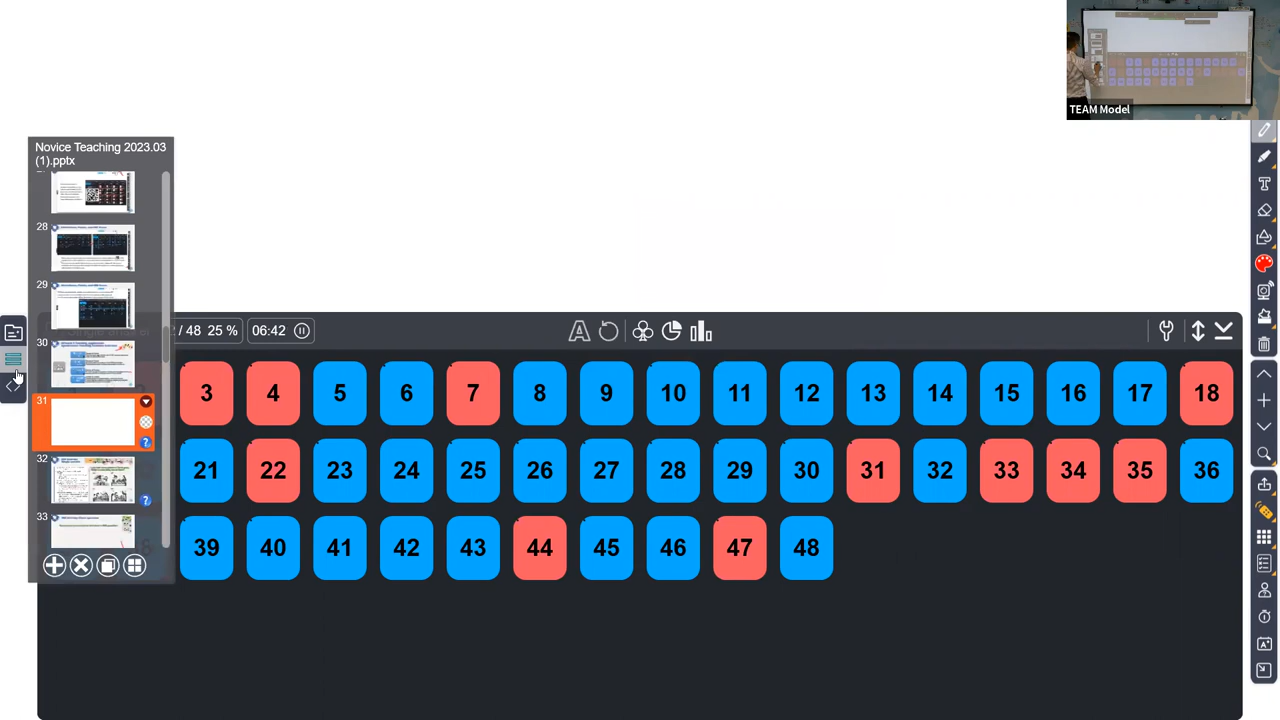 TEAM Model
Novice Teaching 2023.03
(1).pptx
28
29
30
31
32
33
/ 48 25 % 06:42
3 4 5 6 7 8 9 10 11 12 13 14 15 16 17 18
21 22 23 24 25 26 27 28 29 30 31 32 33 34 35 36
39 40 41 42 43 44 45 46 47 48